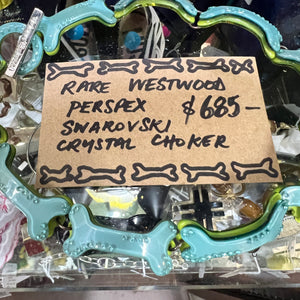 RARE WESTWOOD
PERSPEX $685-
SWAROVSKI
CRYSTAL CHOKER